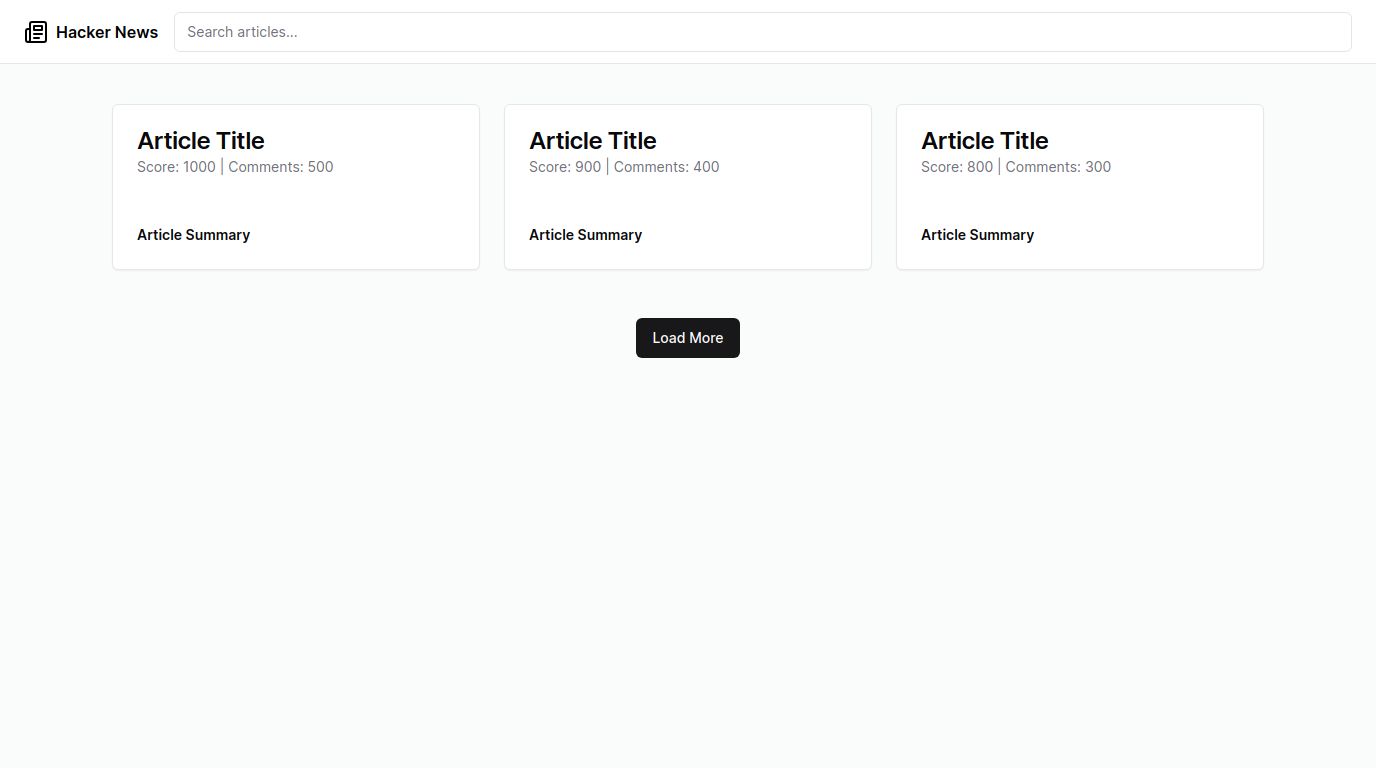 Hacker News
Search articles...
Article Title
Score: 1000 | Comments: 500
Article Summary
Article Title
Score: 900 | Comments: 400
Article Summary
Article Title
Score: 800 | Comments: 300
Article Summary
Load More